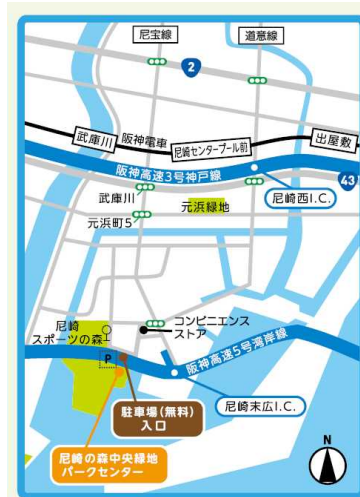 尼宝線
道意線
2
武庫川
阪神電車
尼崎センタープール前
出屋敷
阪神高速3号神戸線
43
武庫川
尼崎西I.C.
元浜町5
元浜緑地
コンビニエンス
ストア
尼崎
スポーツの森
P
阪神高速5号湾岸線
駐車場(無料)
入口
尼崎末広I.C.
尼崎の森中央緑地
パークセンター
N